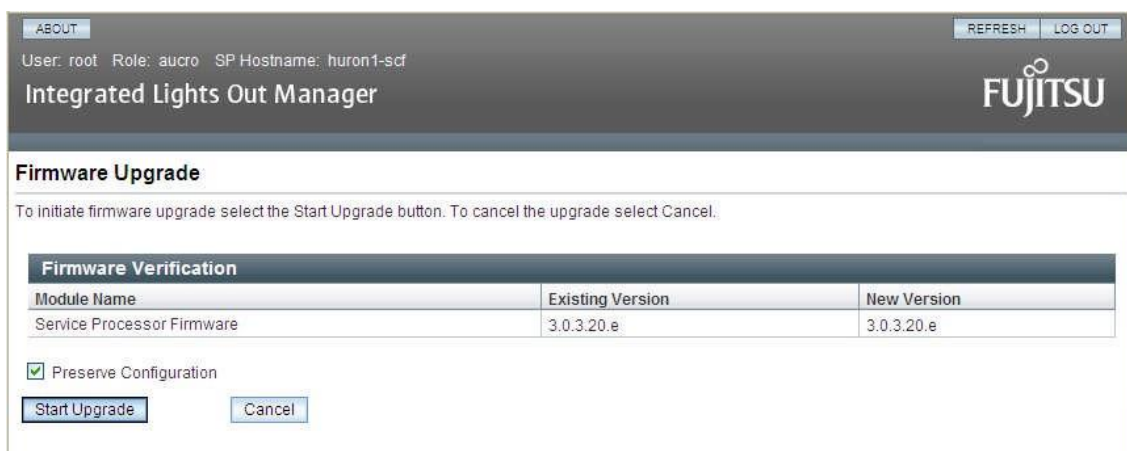 ABOUT
REFRESH LOG OUT
User: root Role: aucro SP Hostname: huron1-scf
Integrated Lights Out Manager
FUJITSU
Firmware Upgrade
To initiate firmware upgrade select the Start Upgrade button. To cancel the upgrade select Cancel.
Firmware Verification
Module Name Existing Version New Version
Service Processor Firmware 3.0.3.20.e 3.0.3.20.e
Preserve Configuration
Start Upgrade Cancel